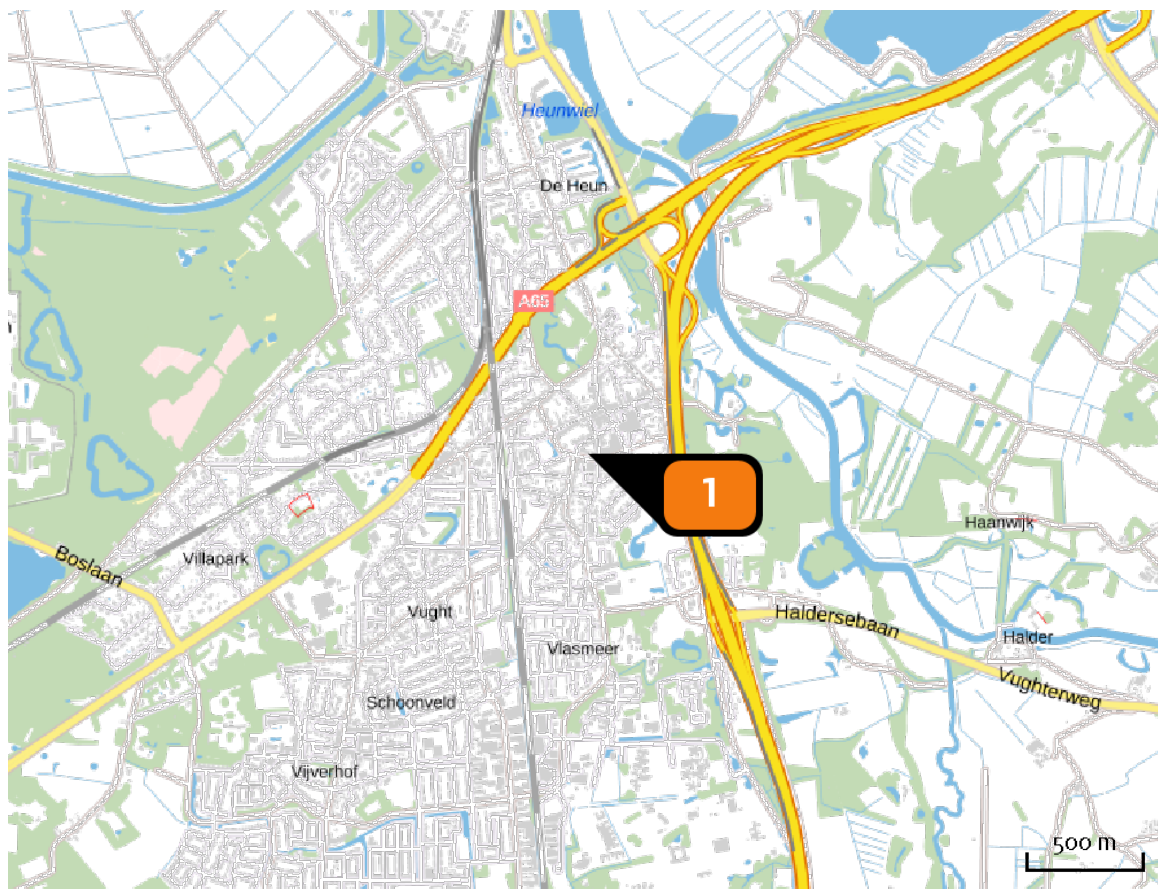 Heunwiel
De Heun
A65
1
Haanwijk
Boslaan
Villapark
Vught
Haldersebaan
Halder
Vlasmeer
Vughterweg
Schoonveld
Vijverhof
500 m